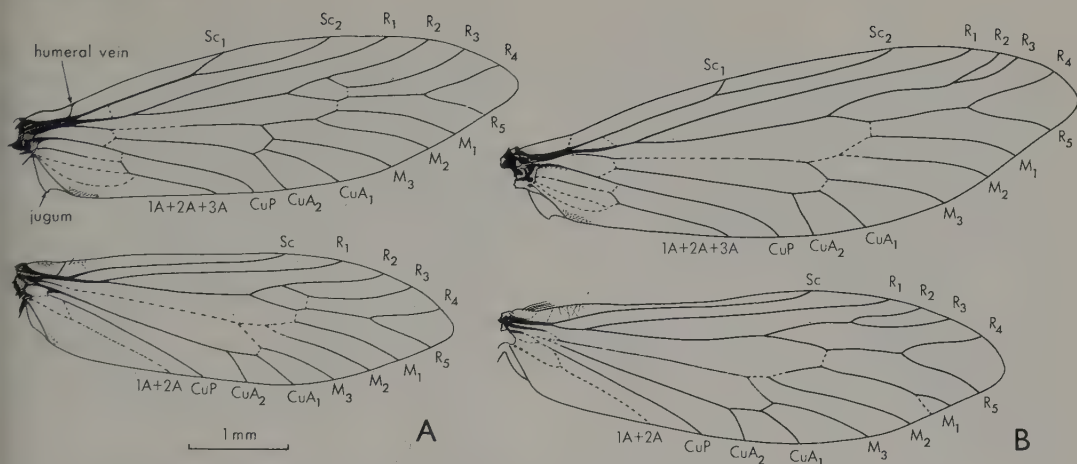 humeral vein
Sc₁
Sc₂
R₁
R₂
R₃
R₄
R₅
M₁
M₂
M₃
CuA₁
CuA₂
CuP
1A+2A+3A
jugum
Sc
R₁
R₂
R₃
R₄
R₅
M₁
M₂
M₃
CuA₁
CuA₂
CuP
1A+2A
1 mm
A
Sc₁
Sc₂
R₁
R₂
R₃
R₄
R₅
M₁
M₂
M₃
CuA₁
CuA₂
CuP
1A+2A+3A
Sc
R₁
R₂
R₃
R₄
R₅
M₁
M₂
M₃
CuA₁
CuA₂
CuP
1A+2A
B